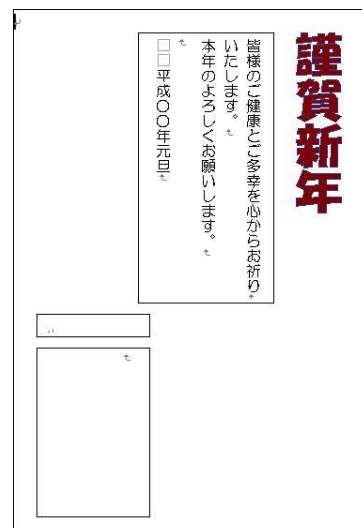 謹賀新年
皆様のご健康とご多幸を心からお祈り
いたします。
本年のよろしくお願いします。
□□平成〇〇年元旦